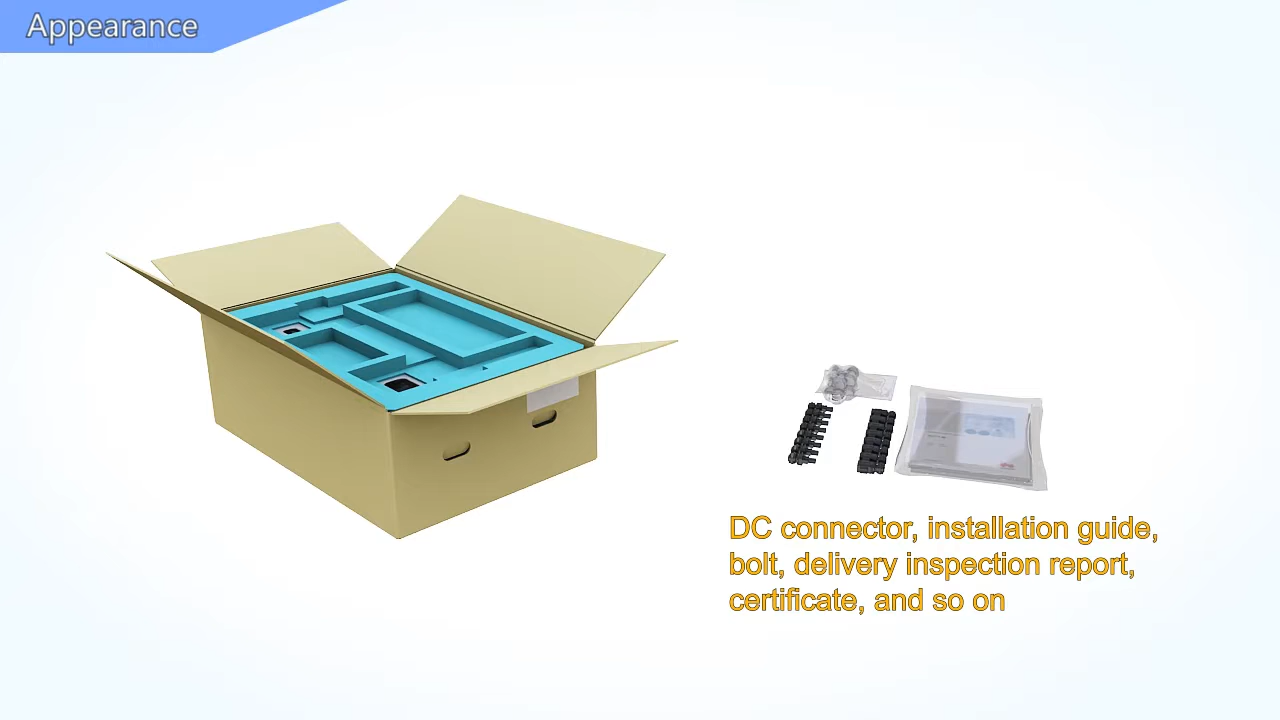 Appearance
DC connector, installation guide,
bolt, delivery inspection report,
certificate, and so on